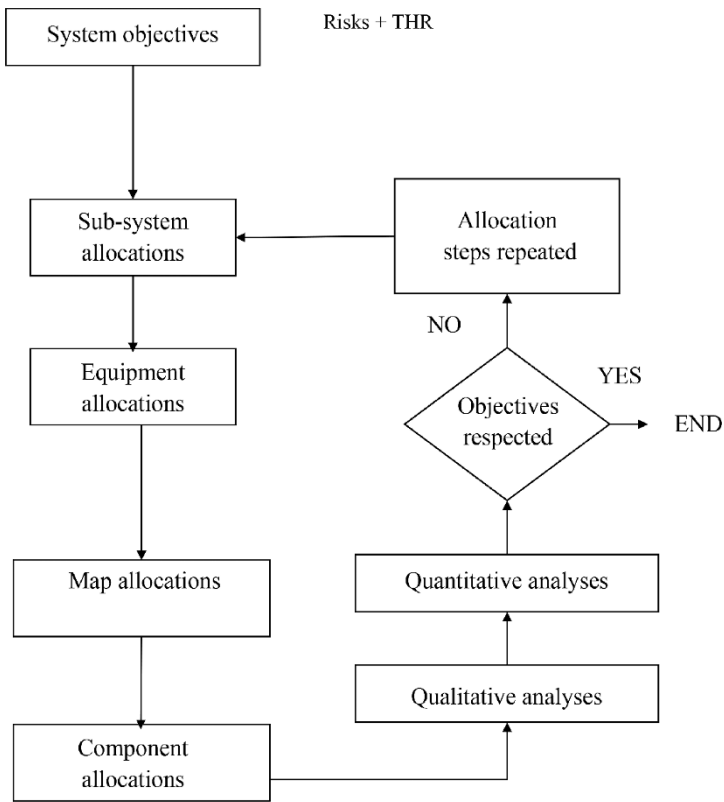 System objectives
Risks + THR
Sub-system
allocations
Allocation
steps repeated
NO
YES
Equipment
allocations
Objectives
respected
END
Map allocations
Quantitative analyses
Qualitative analyses
Component
allocations